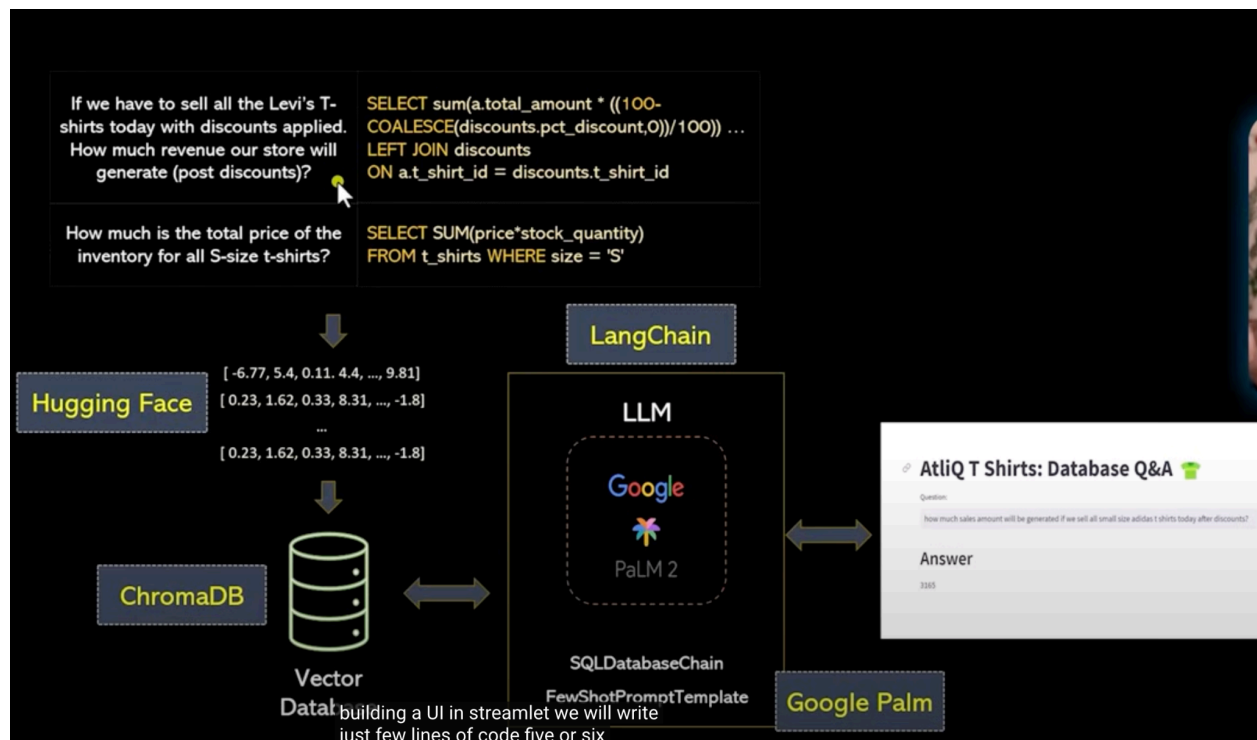 If we have to sell all the Levi's T-
shirts today with discounts applied.
How much revenue our store will
generate (post discounts)?
SELECT sum(a.total_amount * ((100-
COALESCE(discounts.pct_discount,0))/100)) ...
LEFT JOIN discounts
ON a.t_shirt_id = discounts.t_shirt_id
How much is the total price of the
inventory for all S-size t-shirts?
SELECT SUM(price*stock_quantity)
FROM t_shirts WHERE size = 'S'
Hugging Face
[ -6.77, 5.4, 0.11. 4.4, ..., 9.81]
[ 0.23, 1.62, 0.33, 8.31, ..., -1.8]
...
[ 0.23, 1.62, 0.33, 8.31, ..., -1.8]
ChromaDB
Vector
LangChain
LLM
Google
PaLM 2
SQLDatabaseChain
FewShotPromptTemplate
Google Palm
AtliQ T Shirts: Database Q&A
Question:
how much sales amount will be generated if we sell all small size adidas t shirts today after discounts?
Answer
3165
building a UI in streamlet we will write
just few lines of code five or six